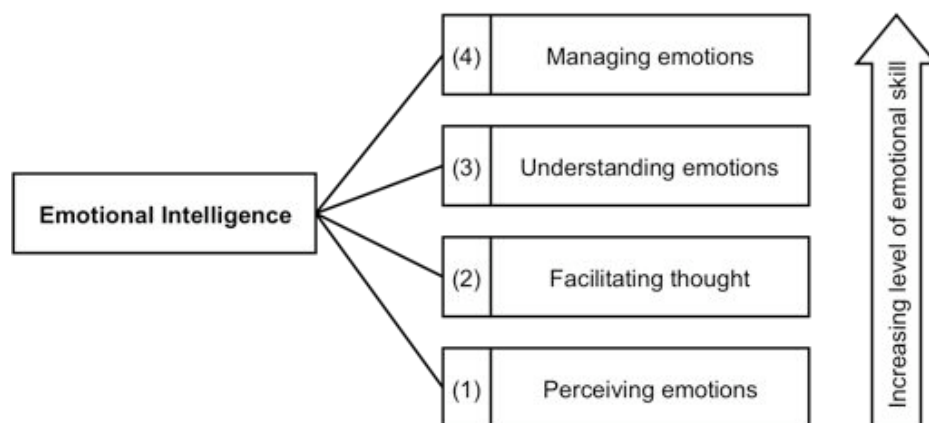 (4) Managing emotions
(3) Understanding emotions
Emotional Intelligence
(2) Facilitating thought
(1) Perceiving emotions
Increasing level of emotional skill